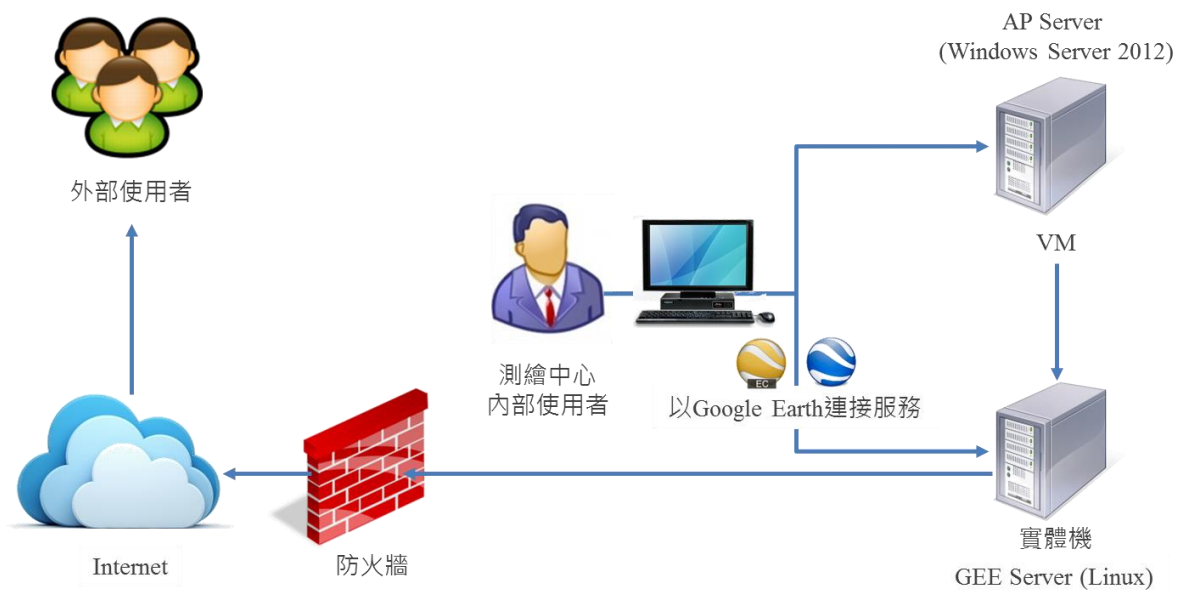 AP Server
(Windows Server 2012)
外部使用者
VM
測繪中心
內部使用者
EC
以Google Earth連接服務
Internet
防火牆
實體機
GEE Server (Linux)